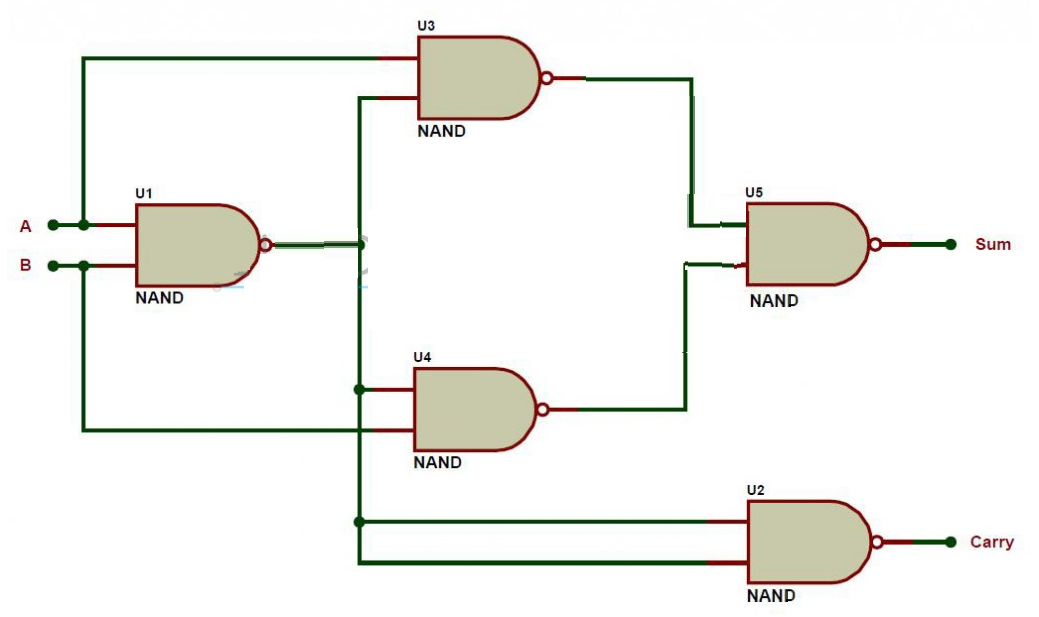 U3
NAND
U1
A
B
NAND
U5
Sum
NAND
U4
NAND
U2
Carry
NAND